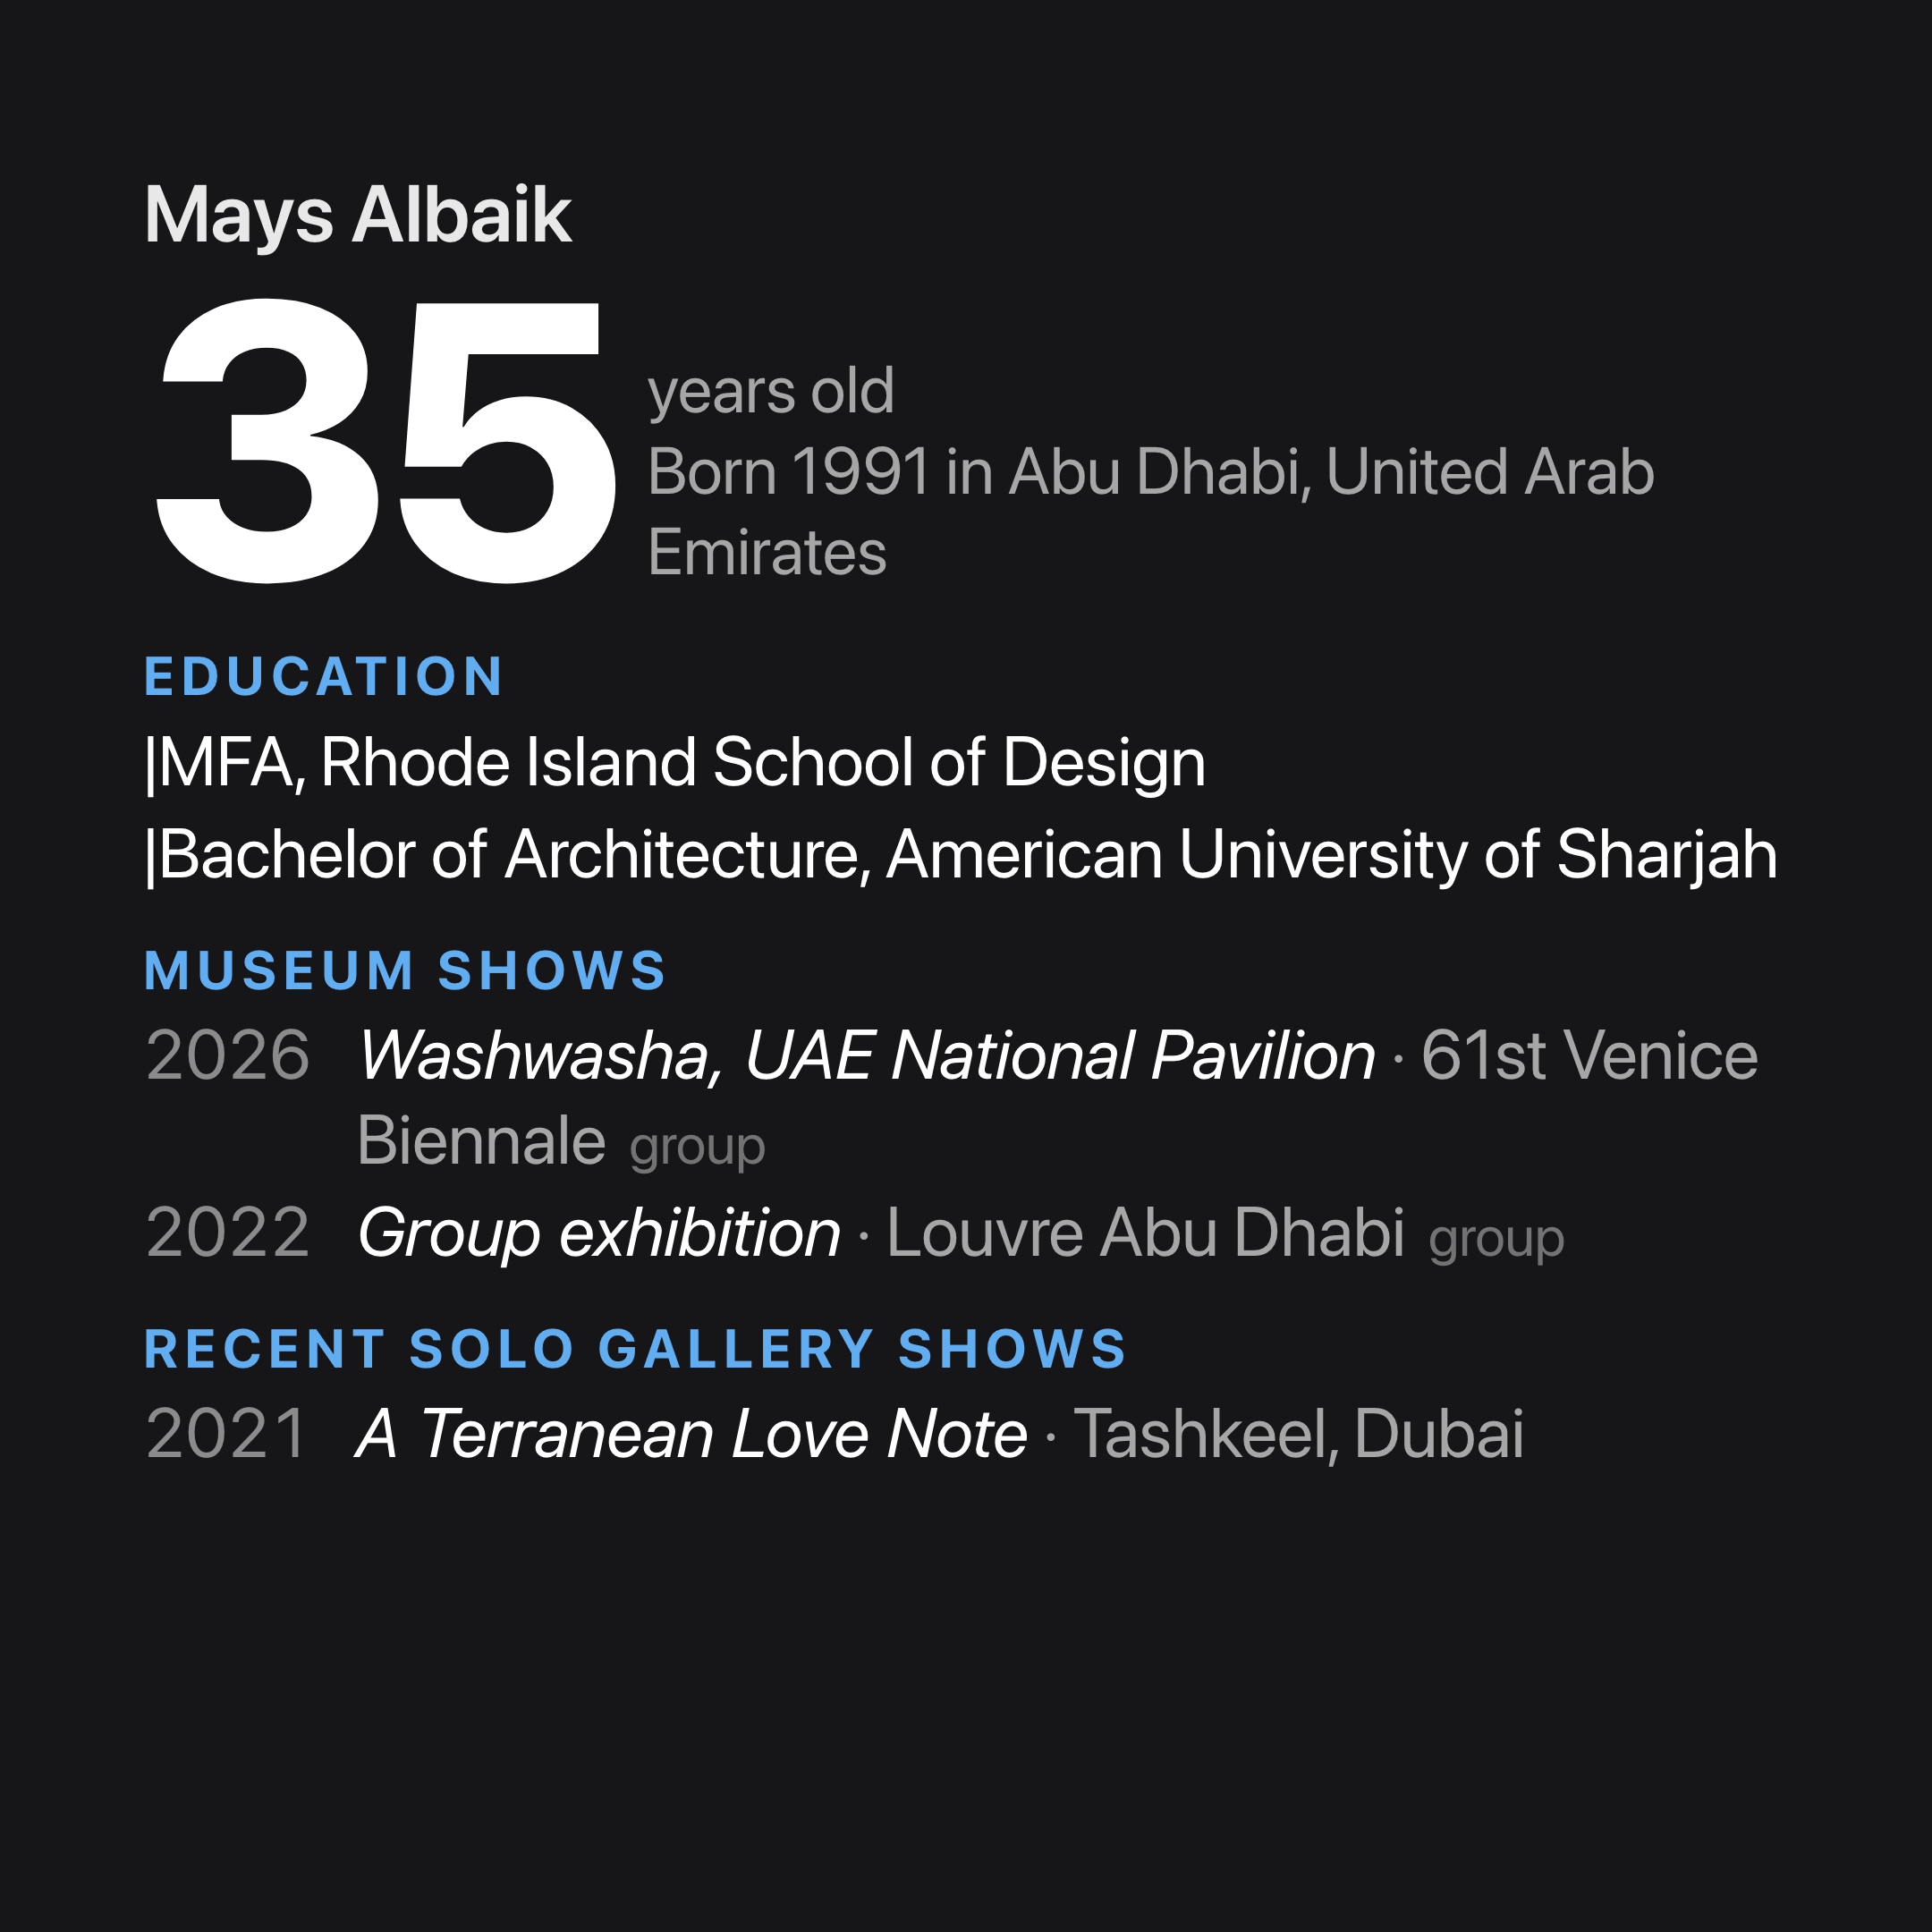 Mays Albaik
35
years old
Born 1991 in Abu Dhabi, United Arab
Emirates
EDUCATION
|MFA, Rhode Island School of Design
|Bachelor of Architecture, American University of Sharjah
MUSEUM SHOWS
2026 Washwasha, UAE National Pavilion · 61st Venice
Biennale group
2022 Group exhibition · Louvre Abu Dhabi group
RECENT SOLO GALLERY SHOWS
2021 A Terranean Love Note · Tashkeel, Dubai